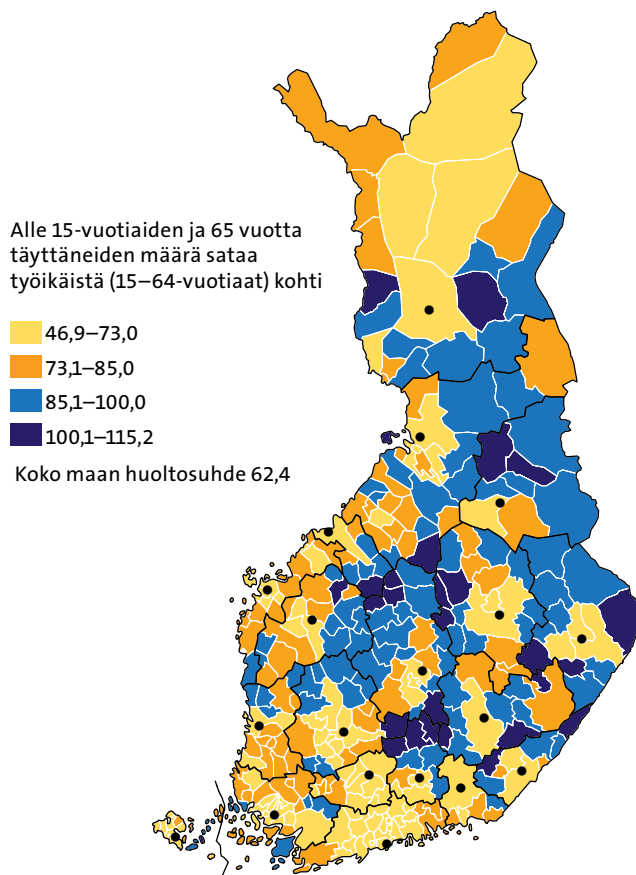 Alle 15-vuotiaiden ja 65 vuotta
täyttäneiden määrä sataa
työikäistä (15–64-vuotiaat) kohti
46,9–73,0
73,1–85,0
85,1–100,0
100,1–115,2
Koko maan huoltosuhde 62,4